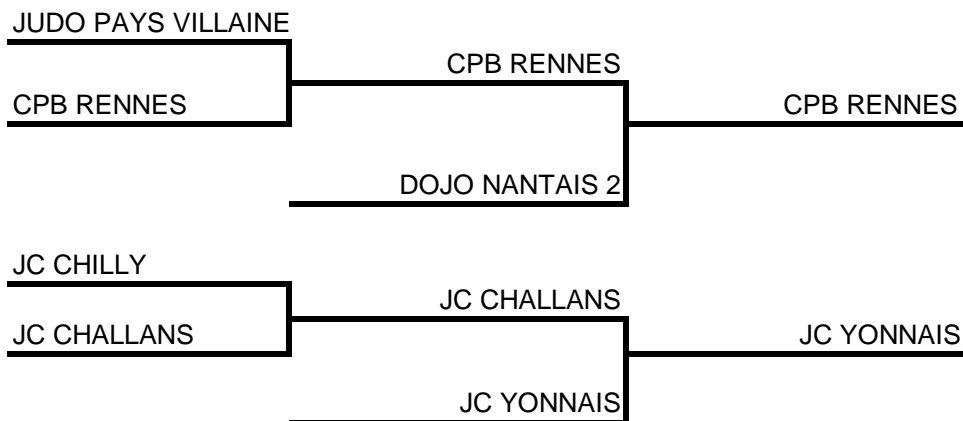 JUDO PAYS VILLAINE
CPB RENNES
CPB RENNES
CPB RENNES
DOJO NANTAIS 2
JC CHILLY
JC CHALLANS
JC CHALLANS
JC YONNAIS
JC YONNAIS